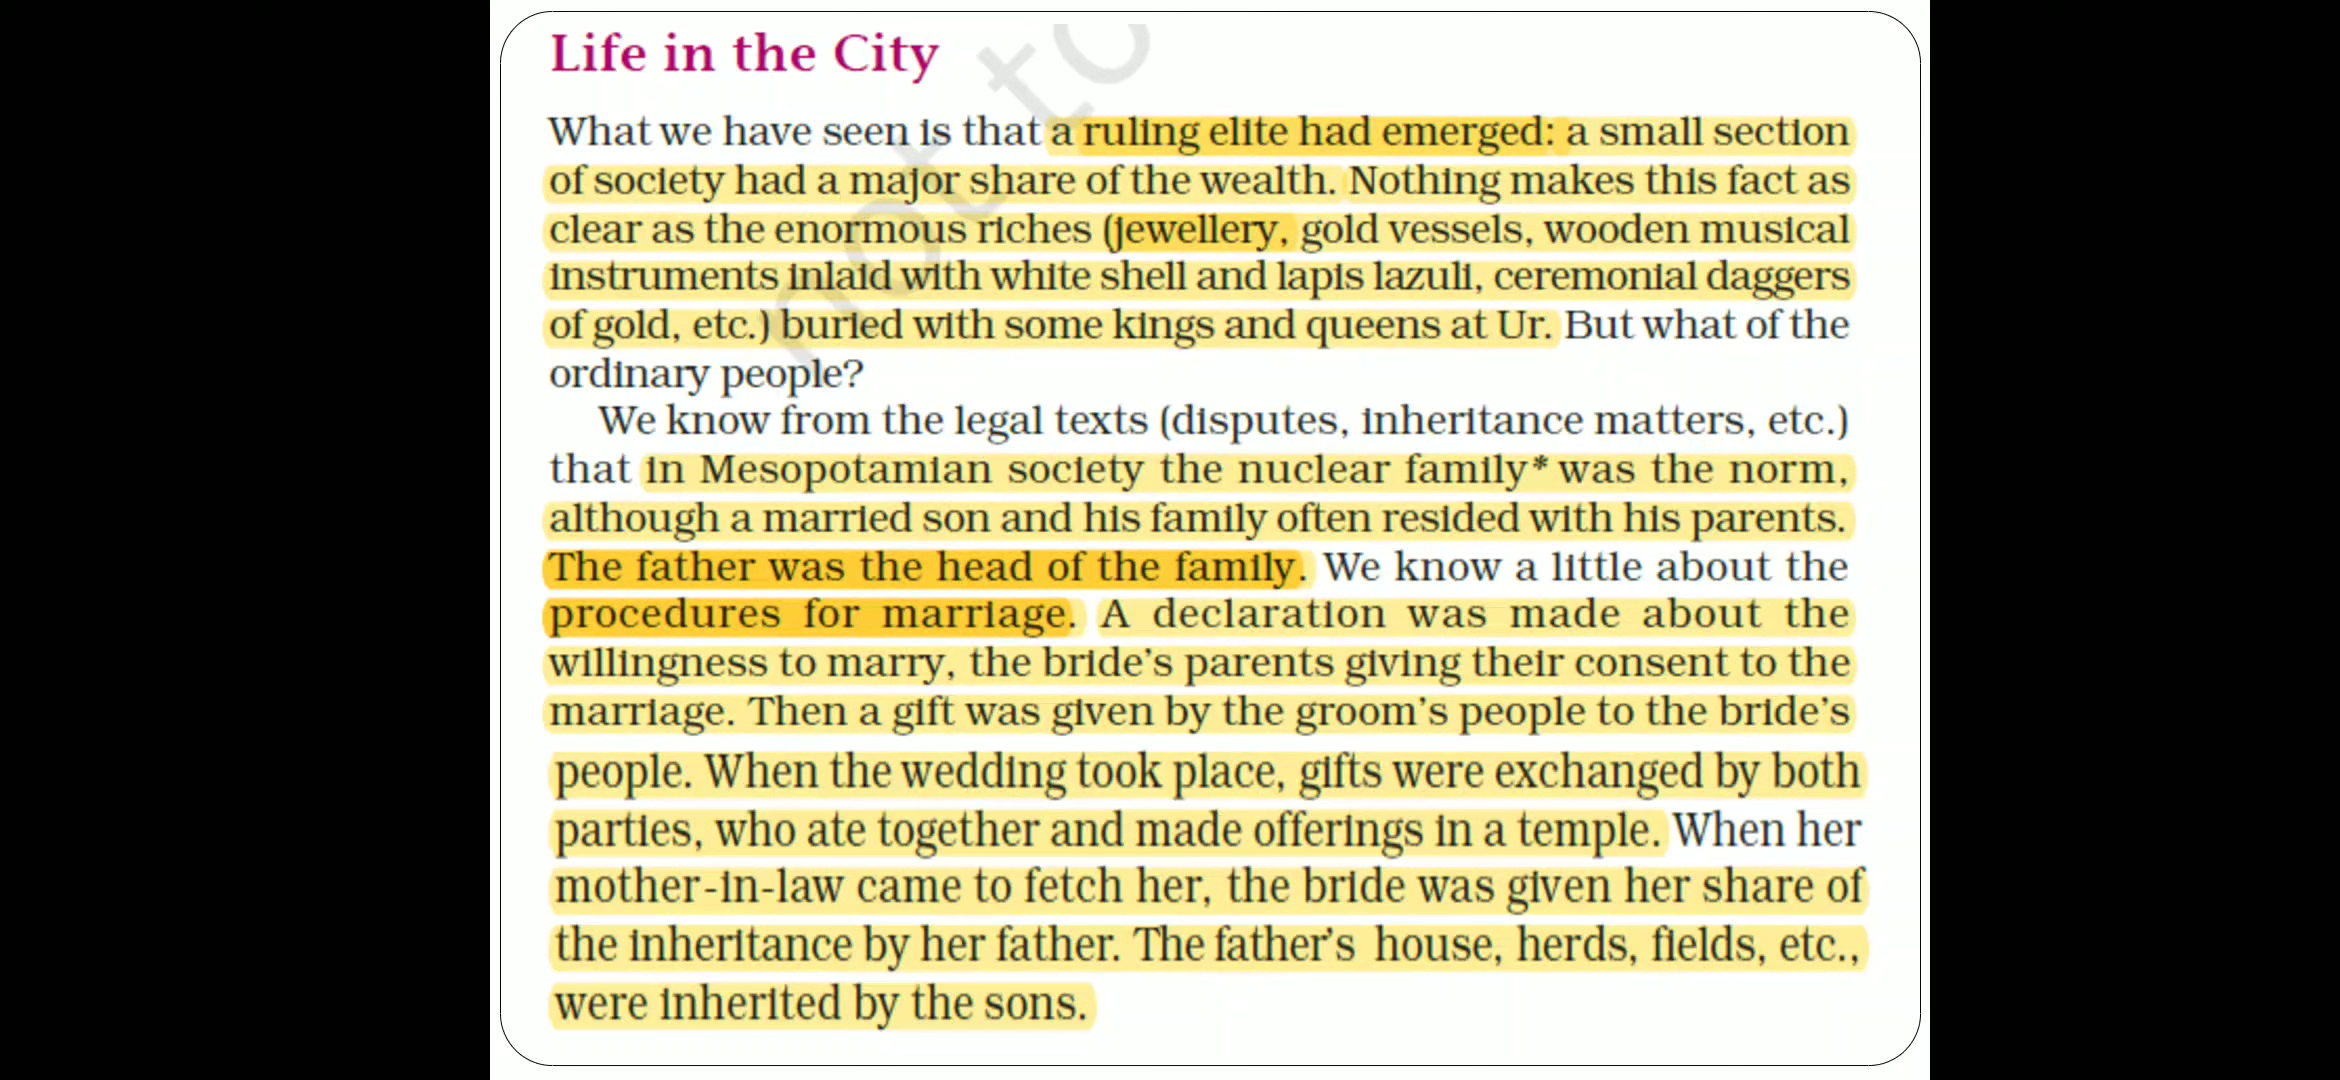 Life in the City
What we have seen is that a ruling elite had emerged: a small section
of society had a major share of the wealth. Nothing makes this fact as
clear as the enormous riches (jewellery, gold vessels, wooden musical
instruments inlaid with white shell and lapis lazuli, ceremonial daggers
of gold, etc.) buried with some kings and queens at Ur. But what of the
ordinary people?
We know from the legal texts (disputes, inheritance matters, etc.)
that in Mesopotamian society the nuclear family* was the norm,
although a married son and his family often resided with his parents.
The father was the head of the family. We know a little about the
procedures for marriage. A declaration was made about the
willingness to marry, the bride’s parents giving their consent to the
marriage. Then a gift was given by the groom’s people to the bride’s
people. When the wedding took place, gifts were exchanged by both
parties, who ate together and made offerings in a temple. When her
mother-in-law came to fetch her, the bride was given her share of
the inheritance by her father. The father’s house, herds, fields, etc.,
were inherited by the sons.
not to